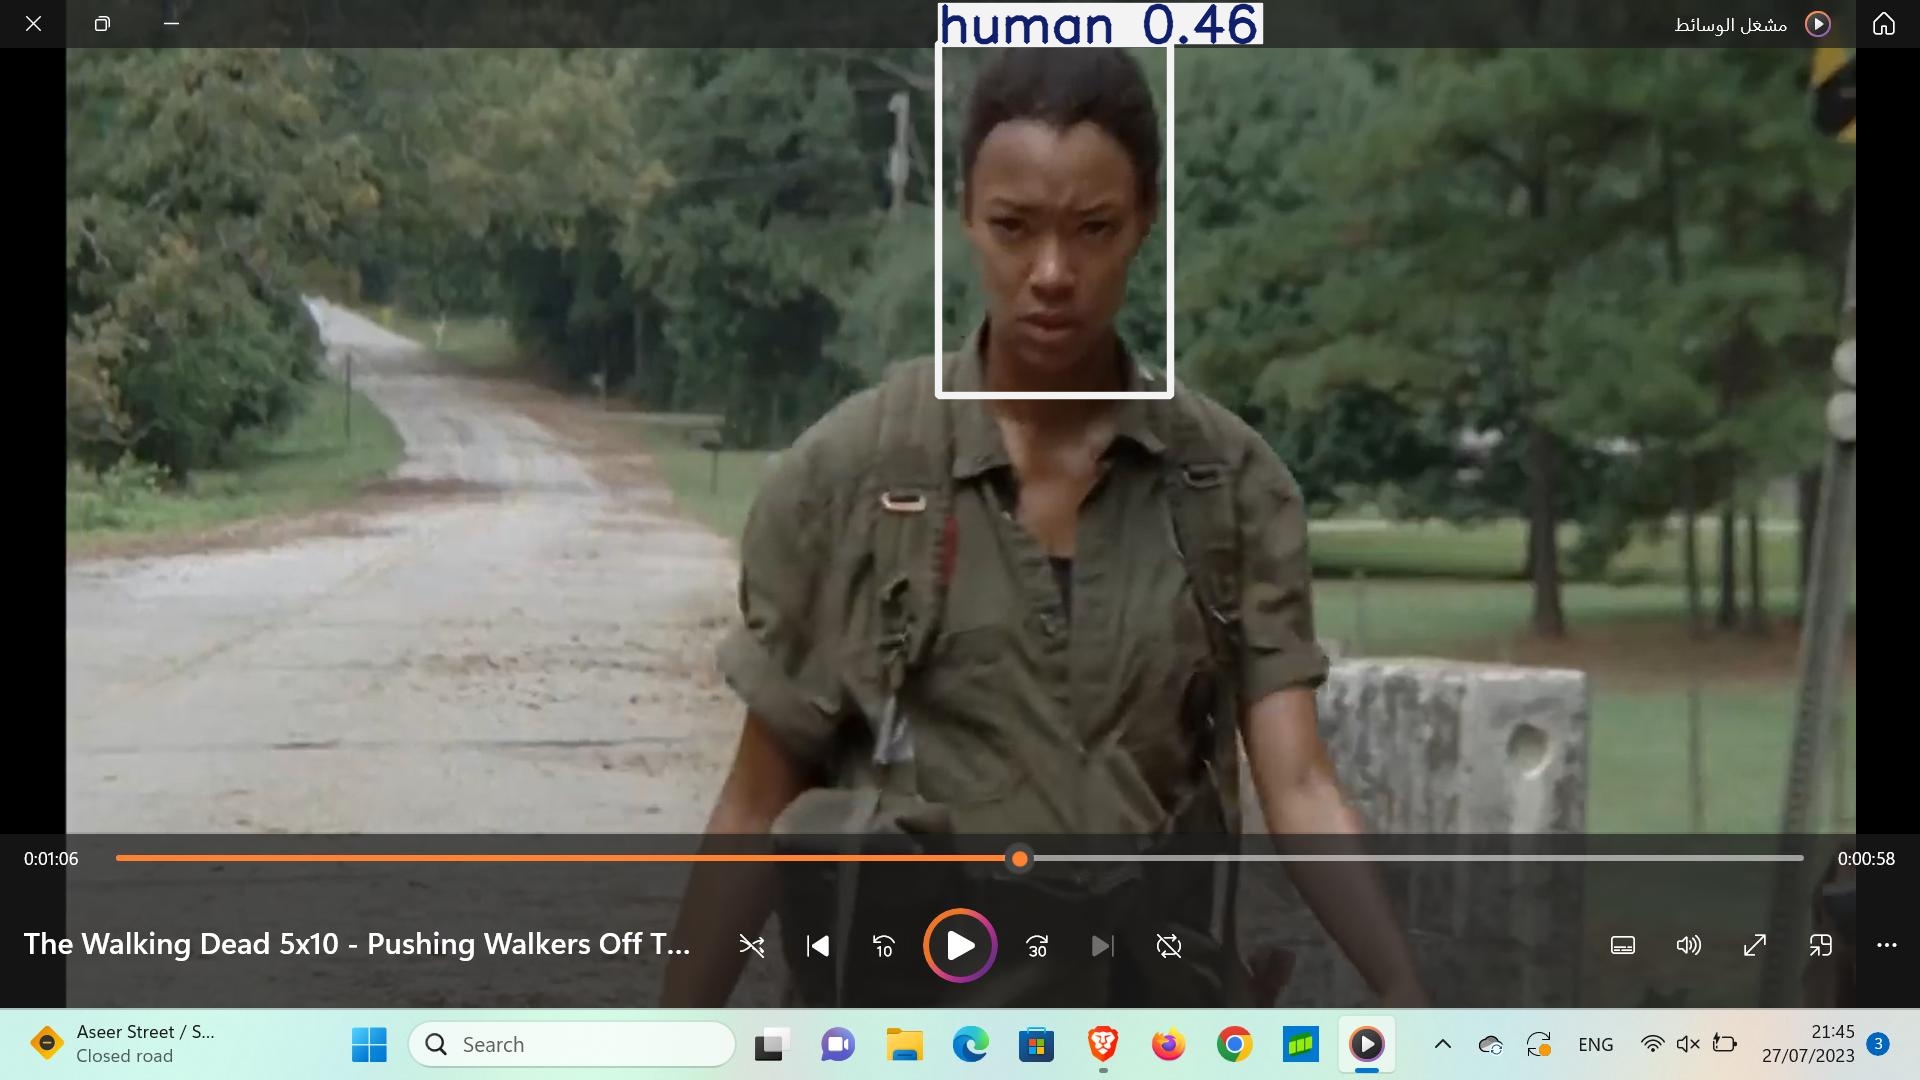 human 0.46
مشغل الوسائط
0:01:06
0:00:58
The Walking Dead 5x10 - Pushing Walkers Off T...
10
30
Aseer Street / S...
Closed road
Search
ENG
21:45
27/07/2023
3